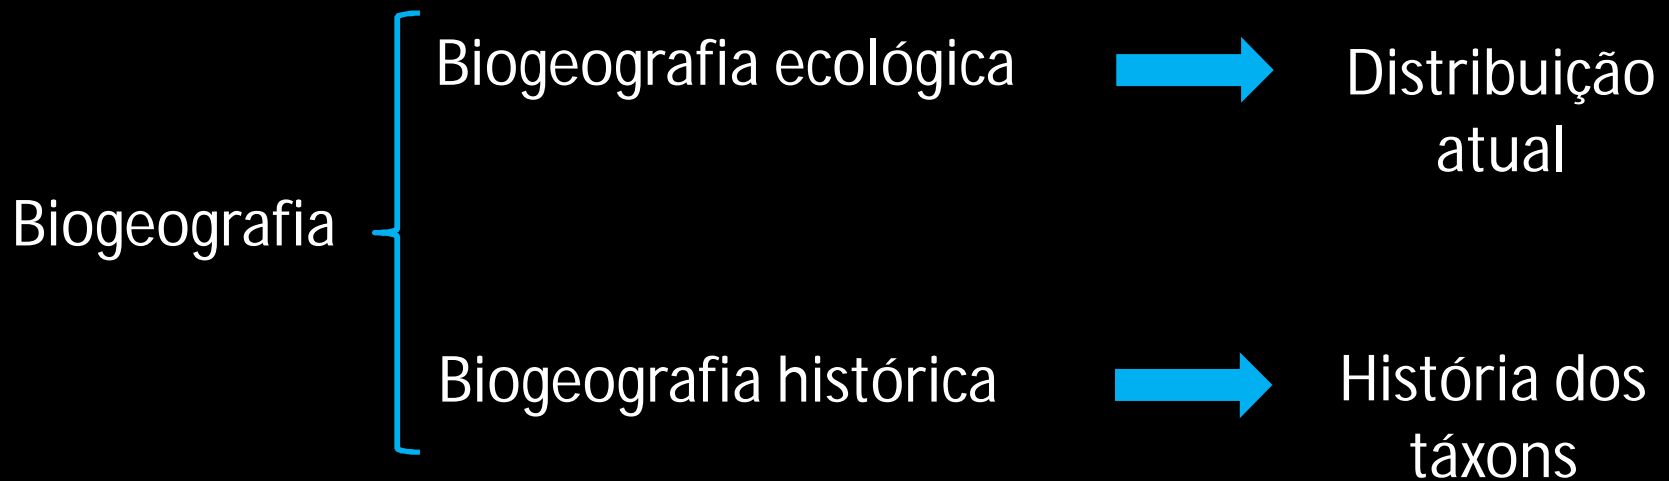 Biogeografia
Biogeografia ecológica
Distribuição
atual
Biogeografia histórica
História dos
táxons